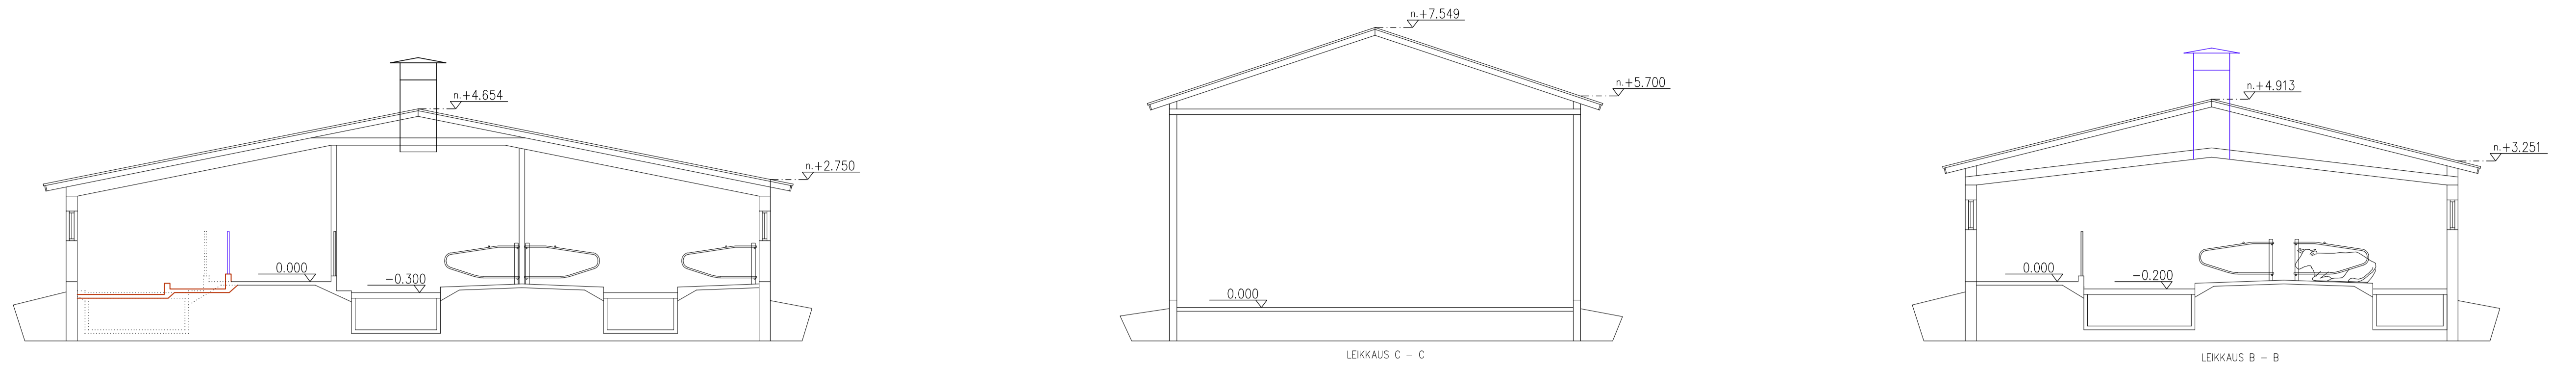 n.+4.654
n.+2.750
0.000
-0.300
n.+7.549
n.+5.700
0.000
LEIKKAUS C - C
n.+4.913
n.+3.251
0.000
-0.200
LEIKKAUS B - B